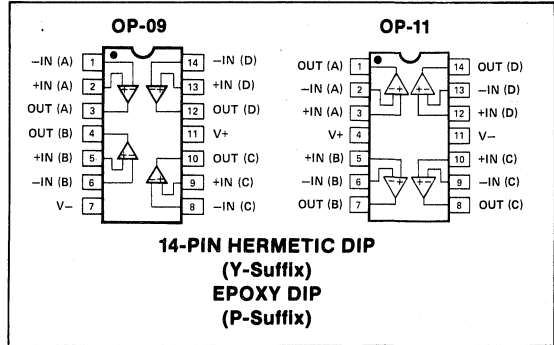 OP-09 OP-11
–IN (A) 1 14 –IN (D)
+IN (A) 2 13 +IN (D)
OUT (A) 3 12 OUT (D)
OUT (B) 4 11 V+
+IN (B) 5 10 OUT (C)
–IN (B) 6 9 +IN (C)
V– 7 8 –IN (C)
OUT (A) 1 14 OUT (D)
–IN (A) 2 13 –IN (D)
+IN (A) 3 12 +IN (D)
V+ 4 11 V–
+IN (B) 5 10 +IN (C)
–IN (B) 6 9 –IN (C)
OUT (B) 7 8 OUT (C)
14-PIN HERMETIC DIP
(Y-Suffix)
EPOXY DIP
(P-Suffix)